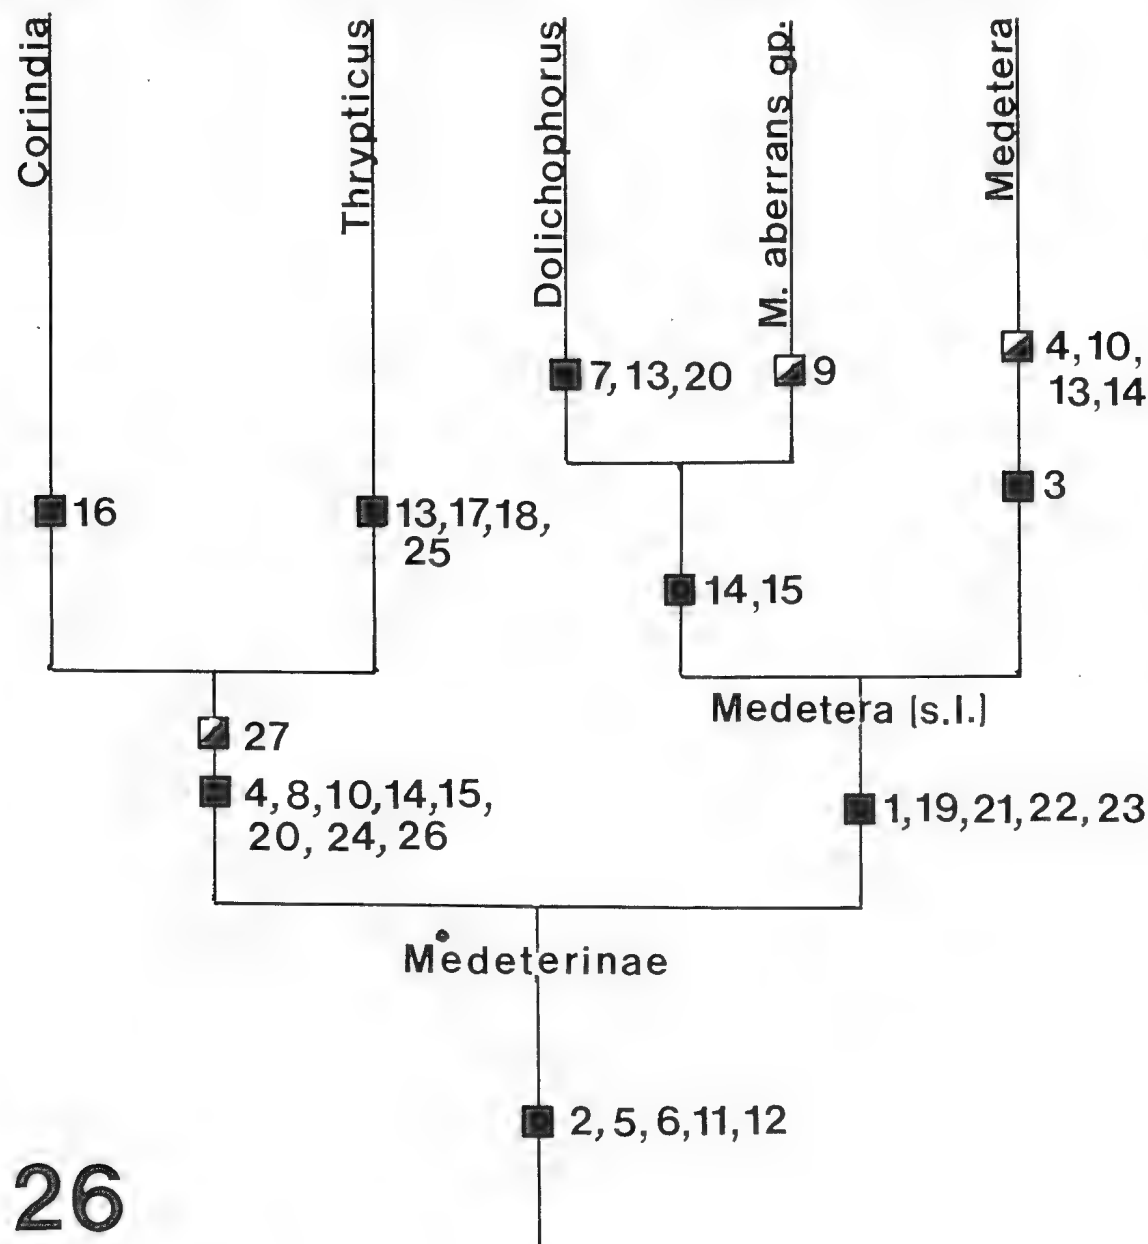 Corindia
Thrypticus
Dolichophorus
M. aberrans gp.
Medetera
4, 10,
13,14
7, 13, 20
9
3
16
13,17,18,
25
14,15
Medetera (s.l.)
27
4, 8, 10, 14, 15,
20, 24, 26
1,19,21, 22, 23
Medeterinae
2, 5, 6, 11, 12
26